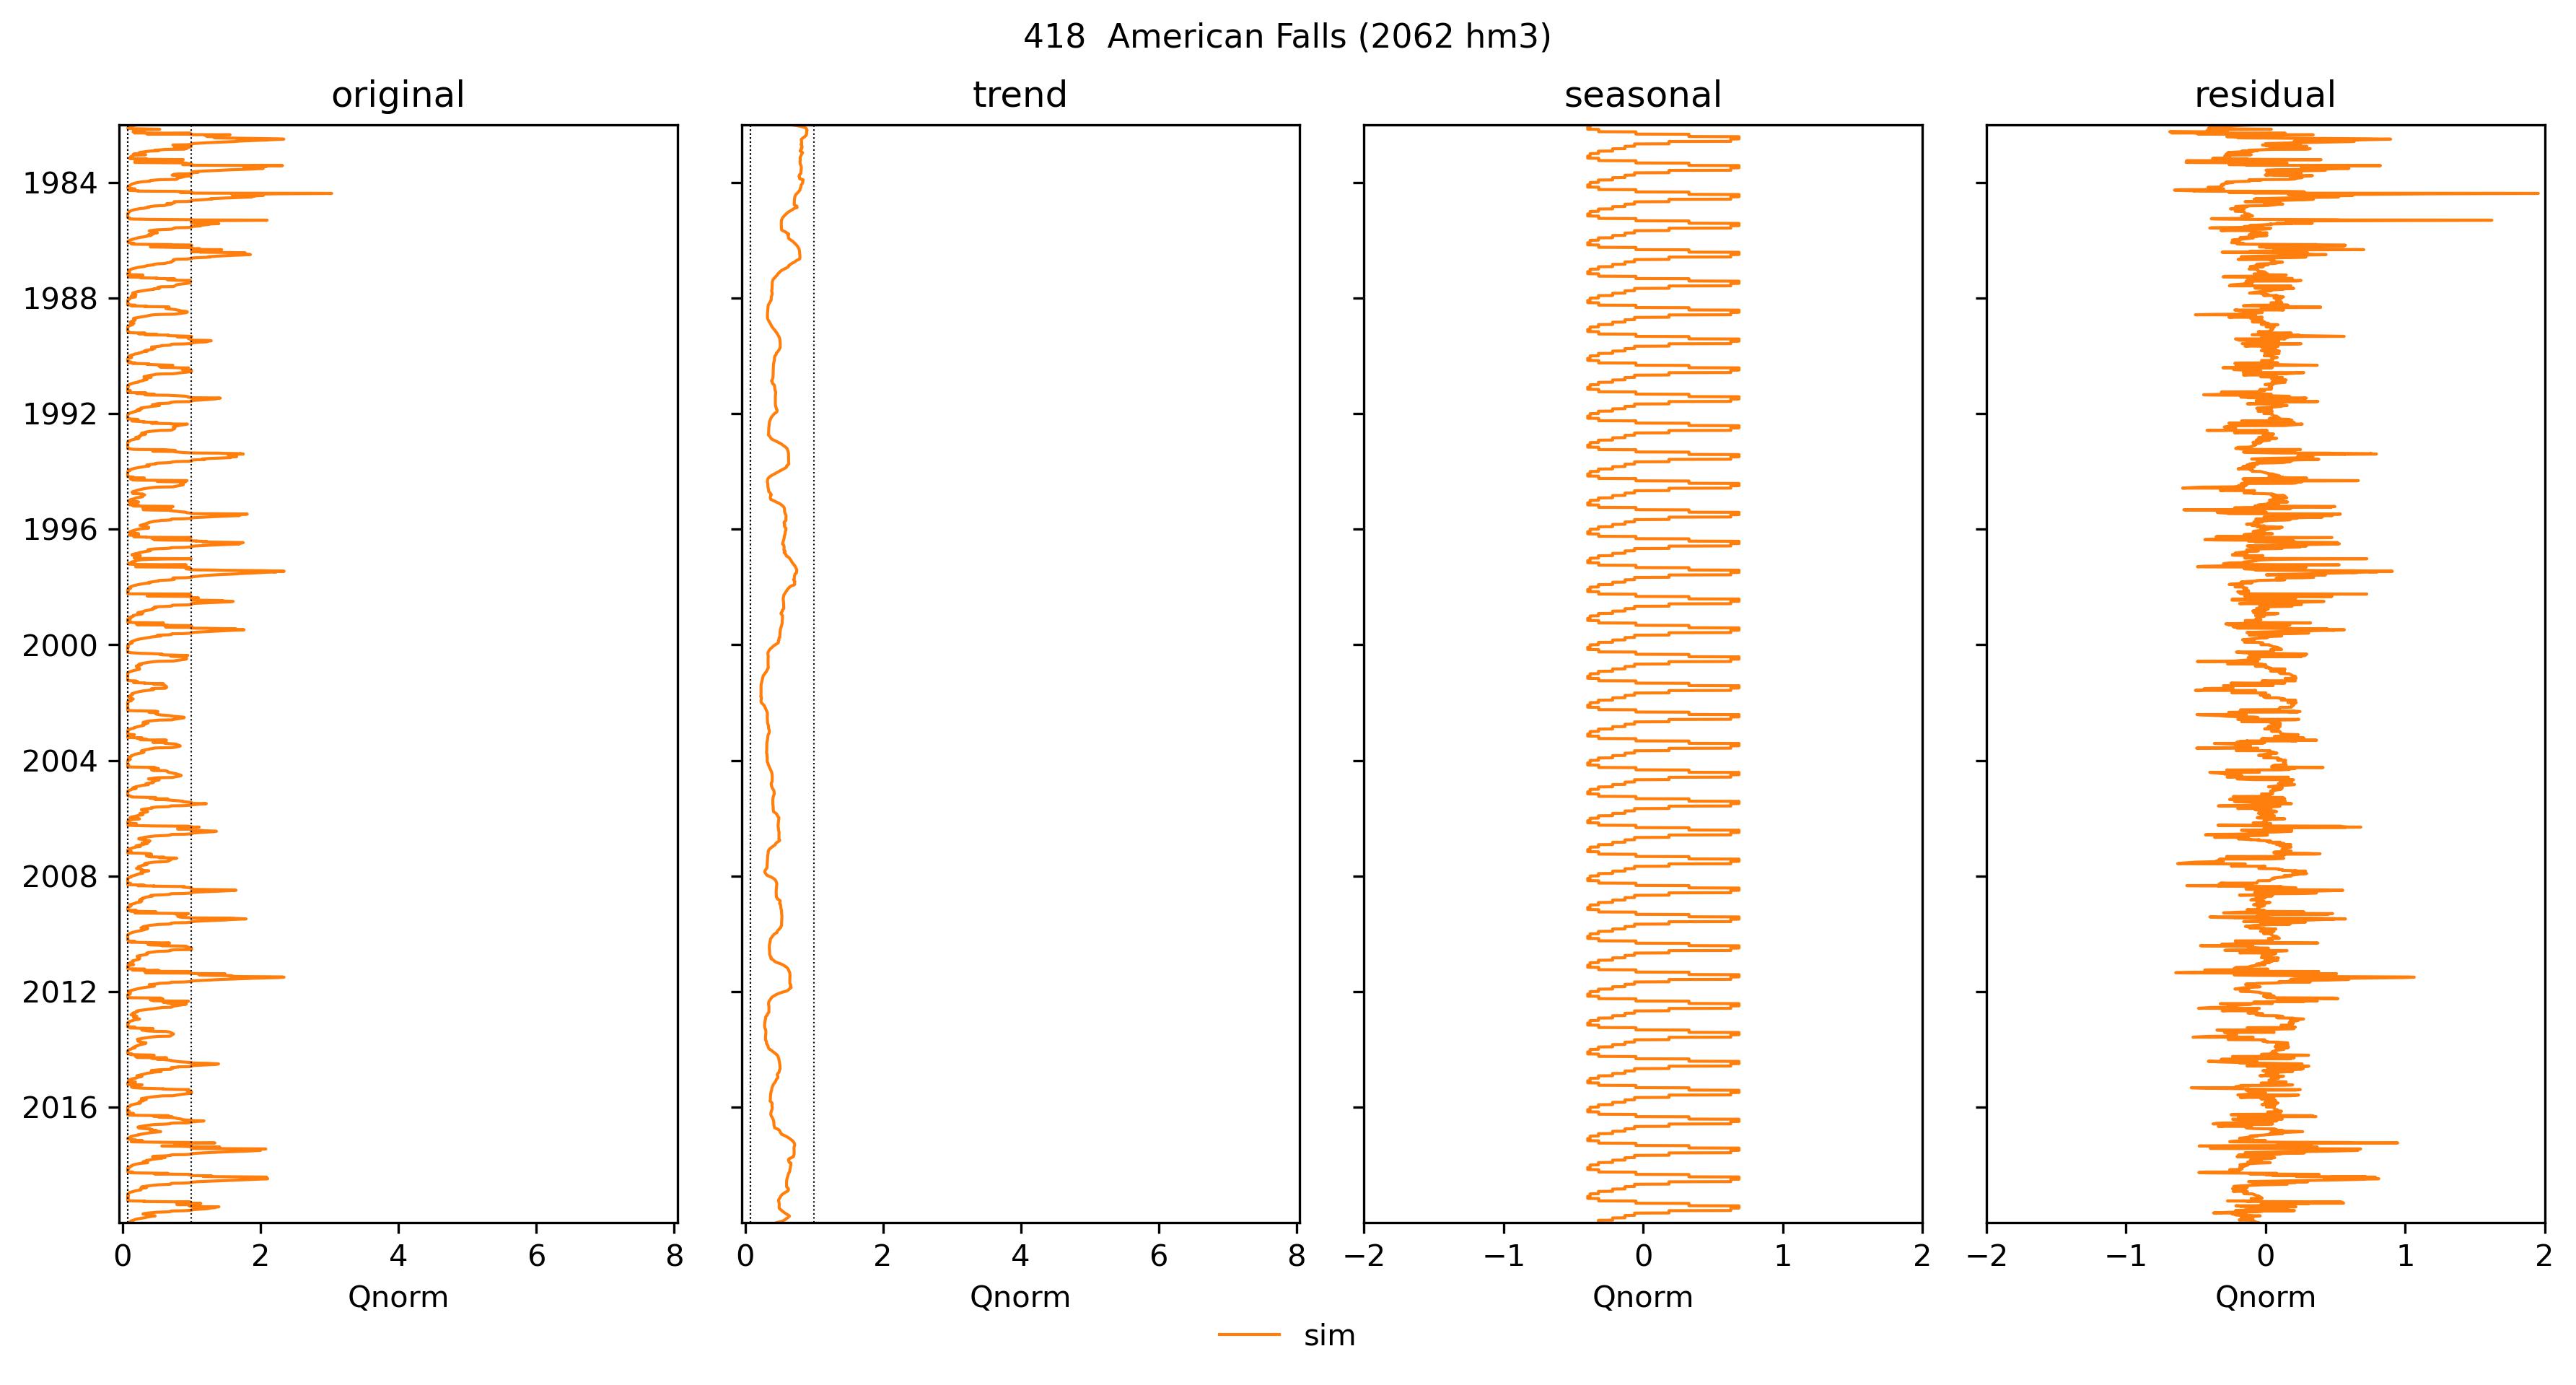 418  American Falls (2062 hm3)
original
trend
seasonal
residual
1984
1988
1992
1996
2000
2004
2008
2012
2016
0 2 4 6 8
0 2 4 6 8
−2 −1 0 1 2
−2 −1 0 1 2
Qnorm
Qnorm
Qnorm
Qnorm
sim